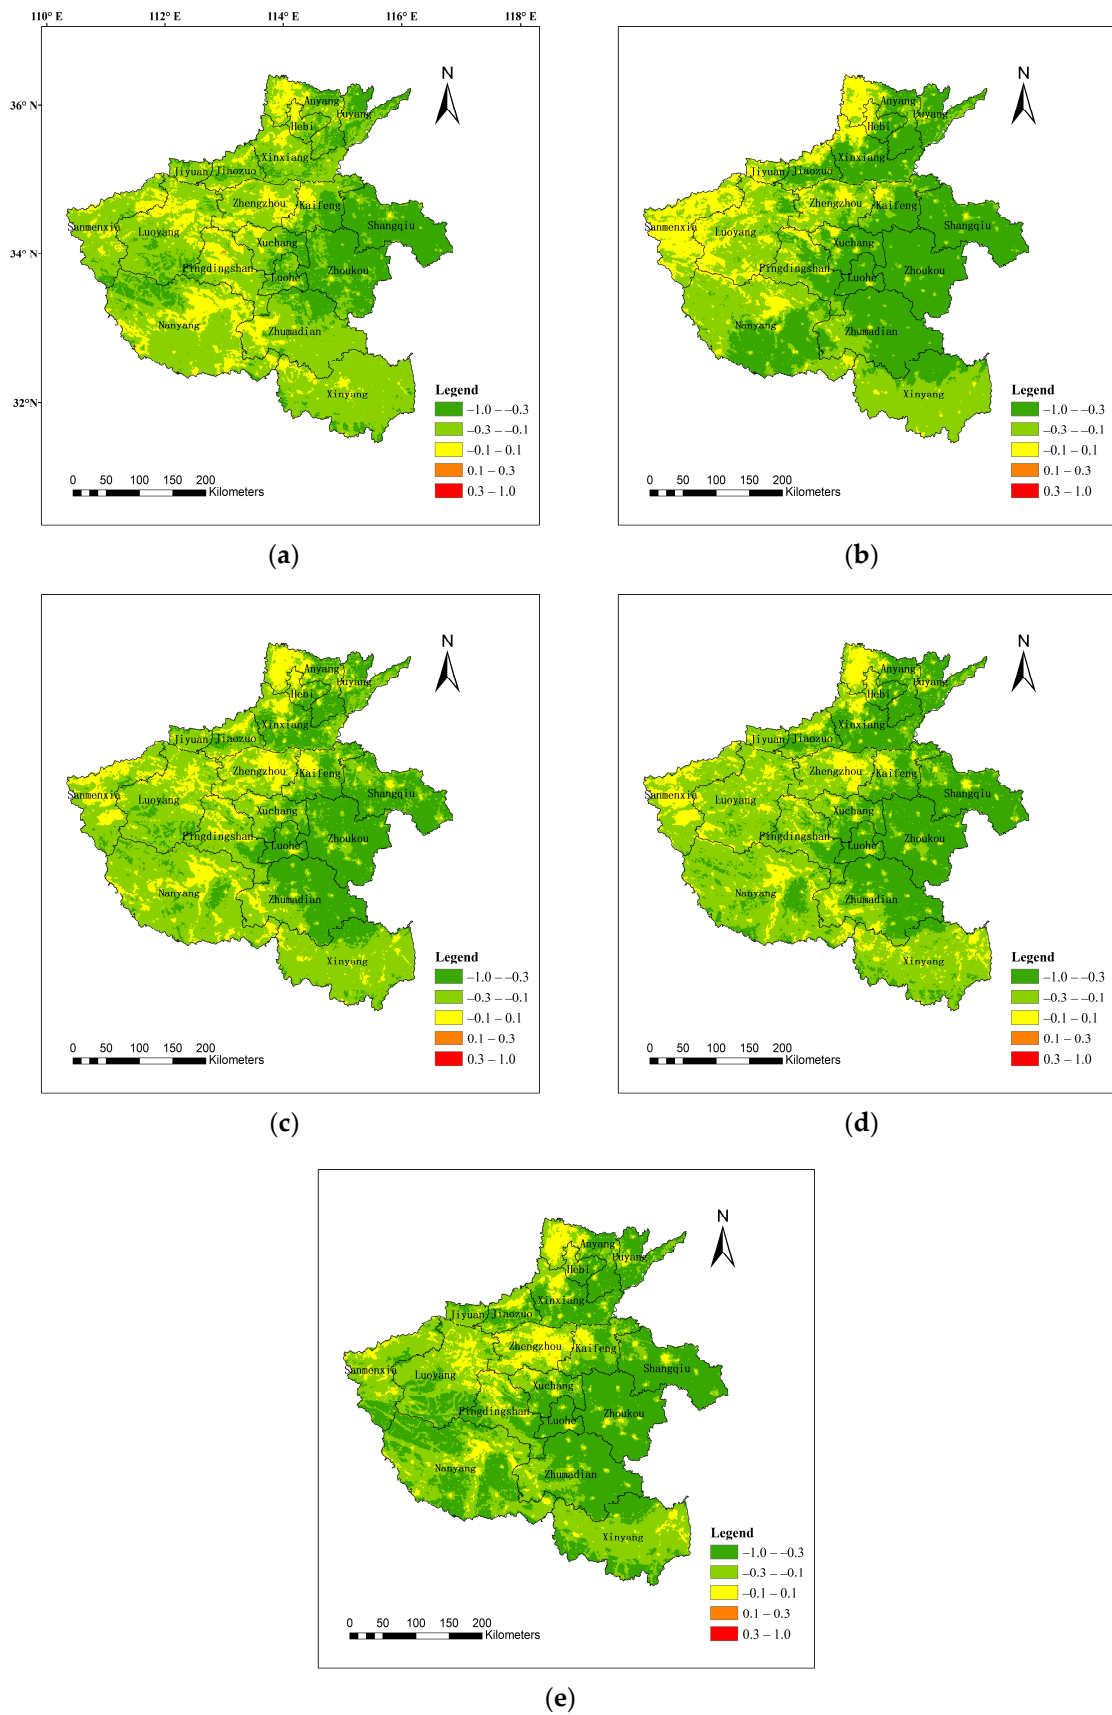 110° E 112° E 114° E 116° E 118° E
36° N
34° N
32°N
N
Anyang
Puyang
Hebi
Xinxiang
Jiyuan Jiaozuo
Zhengzhou
Kaifeng
Sanmenxia
Luoyang
Shangqiu
Xuchang
Pingdingshan
Luohe
Zhoukou
Nanyang
Zhumadian
Xinyang
Legend
–1.0 – –0.3
–0.3 – –0.1
–0.1 – 0.1
0.1 – 0.3
0.3 – 1.0
0 50 100 150 200
Kilometers
(a)
N
Anyang
Puyang
Hebi
Xinxiang
Jiyuan Jiaozuo
Zhengzhou
Kaifeng
Sanmenxia
Luoyang
Shangqiu
Xuchang
Pingdingshan
Luohe
Zhoukou
Nanyang
Zhumadian
Xinyang
Legend
–1.0 – –0.3
–0.3 – –0.1
–0.1 – 0.1
0.1 – 0.3
0.3 – 1.0
0 50 100 150 200
Kilometers
(b)
N
Anyang
Puyang
Hebi
Xinxiang
Jiyuan Jiaozuo
Zhengzhou
Kaifeng
Sanmenxia
Luoyang
Shangqiu
Xuchang
Pingdingshan
Luohe
Zhoukou
Nanyang
Zhumadian
Xinyang
Legend
–1.0 – –0.3
–0.3 – –0.1
–0.1 – 0.1
0.1 – 0.3
0.3 – 1.0
0 50 100 150 200
Kilometers
(c)
N
Anyang
Puyang
Hebi
Xinxiang
Jiyuan Jiaozuo
Zhengzhou
Kaifeng
Sanmenxia
Luoyang
Shangqiu
Xuchang
Pingdingshan
Luohe
Zhoukou
Nanyang
Zhumadian
Xinyang
Legend
–1.0 – –0.3
–0.3 – –0.1
–0.1 – 0.1
0.1 – 0.3
0.3 – 1.0
0 50 100 150 200
Kilometers
(d)
N
Anyang
Puyang
Hebi
Xinxiang
Jiyuan Jiaozuo
Zhengzhou
Kaifeng
Sanmenxia
Luoyang
Shangqiu
Xuchang
Pingdingshan
Luohe
Zhoukou
Nanyang
Zhumadian
Xinyang
Legend
–1.0 – –0.3
–0.3 – –0.1
–0.1 – 0.1
0.1 – 0.3
0.3 – 1.0
0 50 100 150 200
Kilometers
(e)